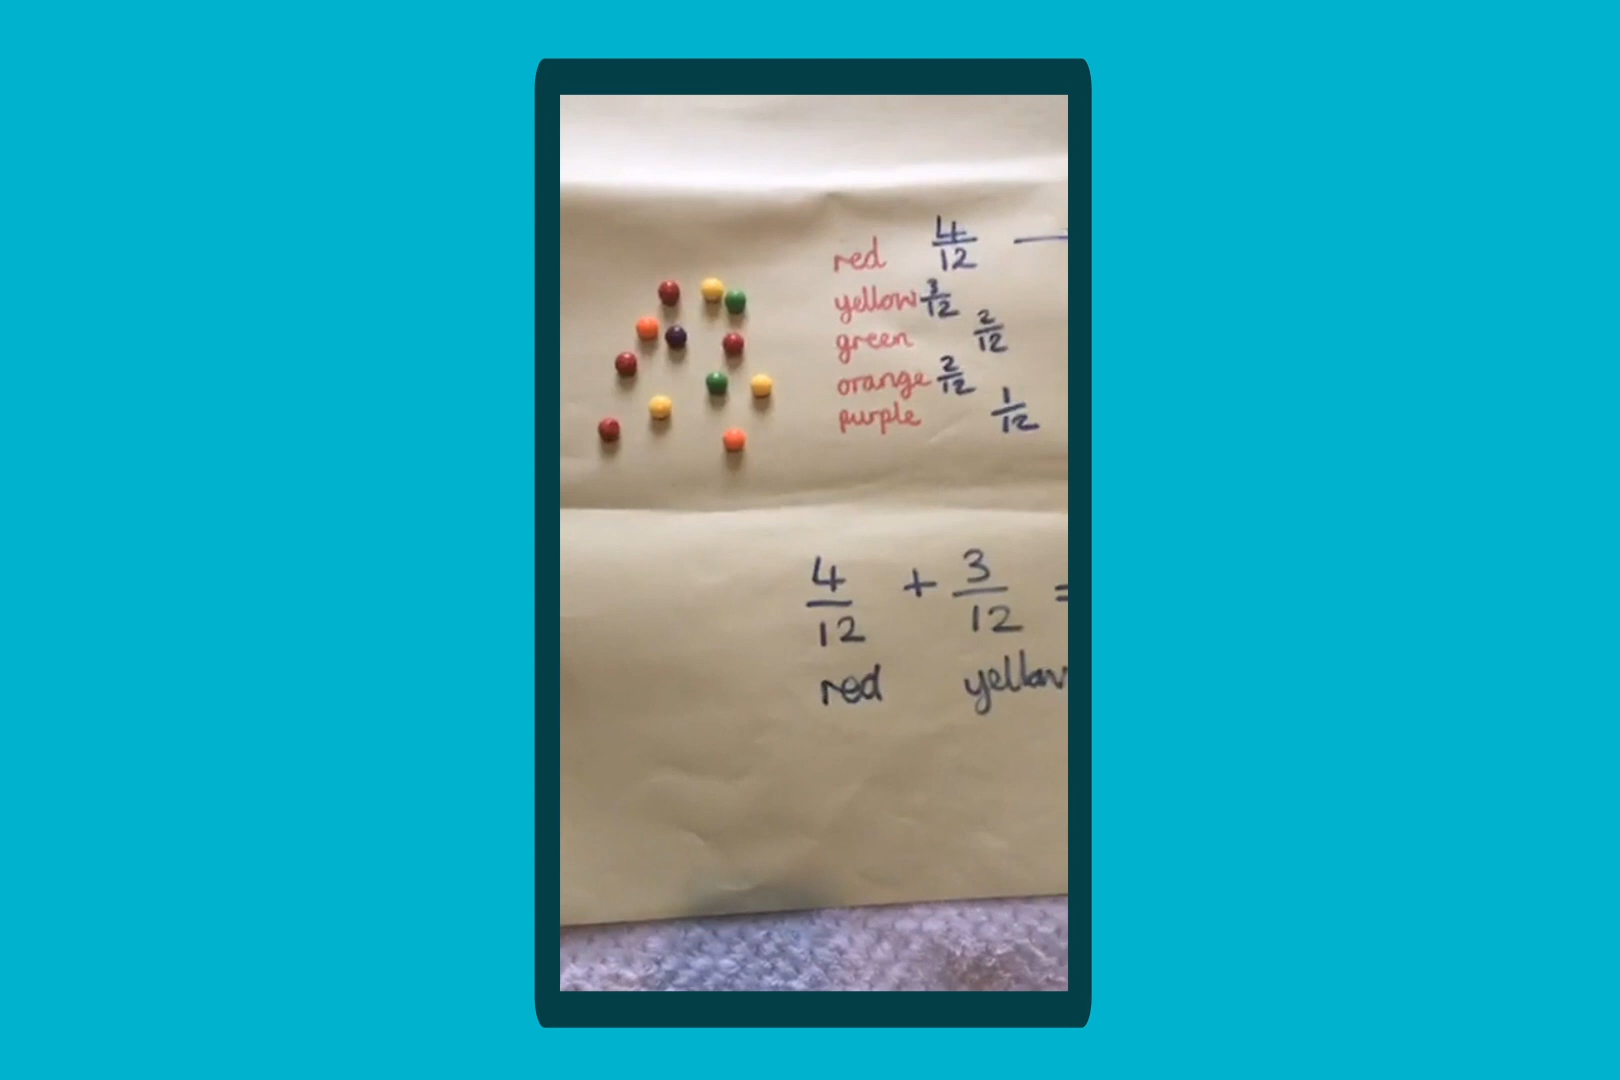 red 4/12 —
yellow 3/12
green 2/12
orange 2/12
purple 1/12
4/12 + 3/12 =
red yellow